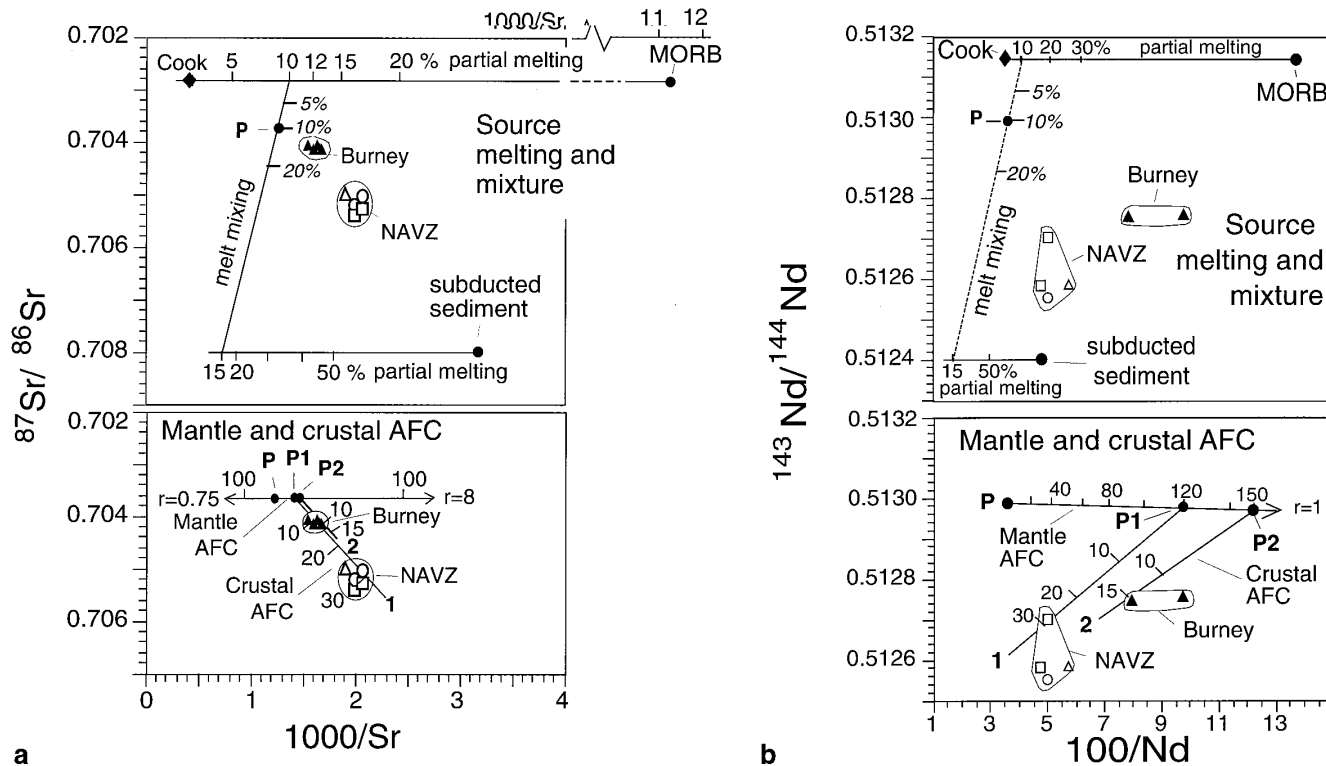 1000/Sr
11
12
0.702
Cook
5
10
12
15
20 % partial melting
MORB
5%
P
10%
0.704
Burney
20%
Source
melting and
mixture
NAVZ
0.706
melt mixing
subducted
sediment
0.708
15
20
50 % partial melting
87Sr/ 86Sr
0.702
Mantle and crustal AFC
P
P1
P2
100
100
r=0.75
r=8
Mantle
AFC
0.704
10
10
15
Burney
2
20
Crustal
AFC
NAVZ
30
1
0.706
0
1
2
3
4
1000/Sr
a
0.5132
Cook
10
20
30%
partial melting
MORB
5%
0.5130
P
10%
20%
0.5128
Burney
NAVZ
Source
melting and
mixture
0.5126
melt mixing
0.5124
subducted
sediment
15
50%
partial melting
143 Nd/ 144 Nd
0.5132
Mantle and crustal AFC
0.5130
P
40
80
120
150
r=1
P1
P2
Mantle
AFC
10
10
Crustal
AFC
0.5128
20
15
30
2
Burney
1
NAVZ
0.5126
1
3
5
7
9
11
13
100/Nd
b